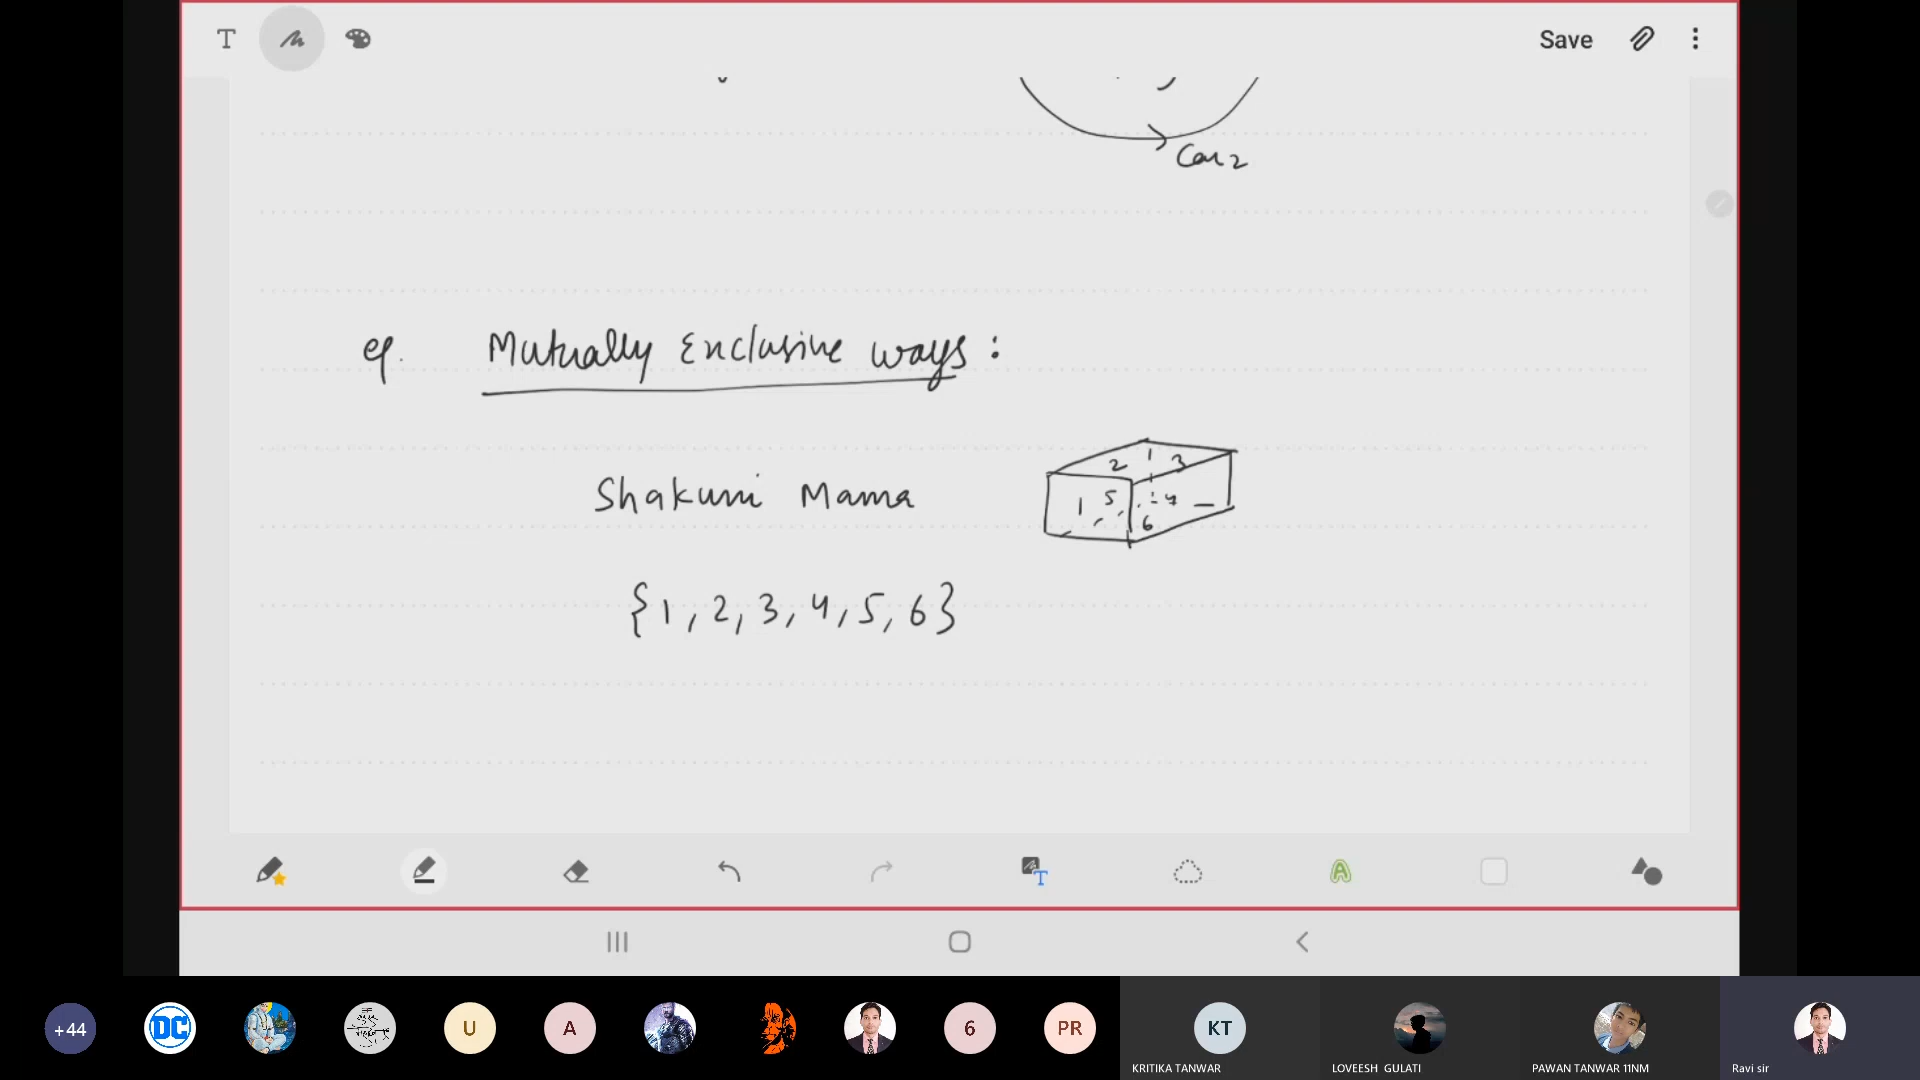 T
Save
Car 2
eg. Mutually Exclusive ways :
2 3
Shakuni Mama
1 5 4
6
{1, 2, 3, 4, 5, 6}
T
A
+44
DC
U
A
6
PR
KT
KRITIKA TANWAR
LOVEESH GULATI
PAWAN TANWAR 11NM
Ravi sir